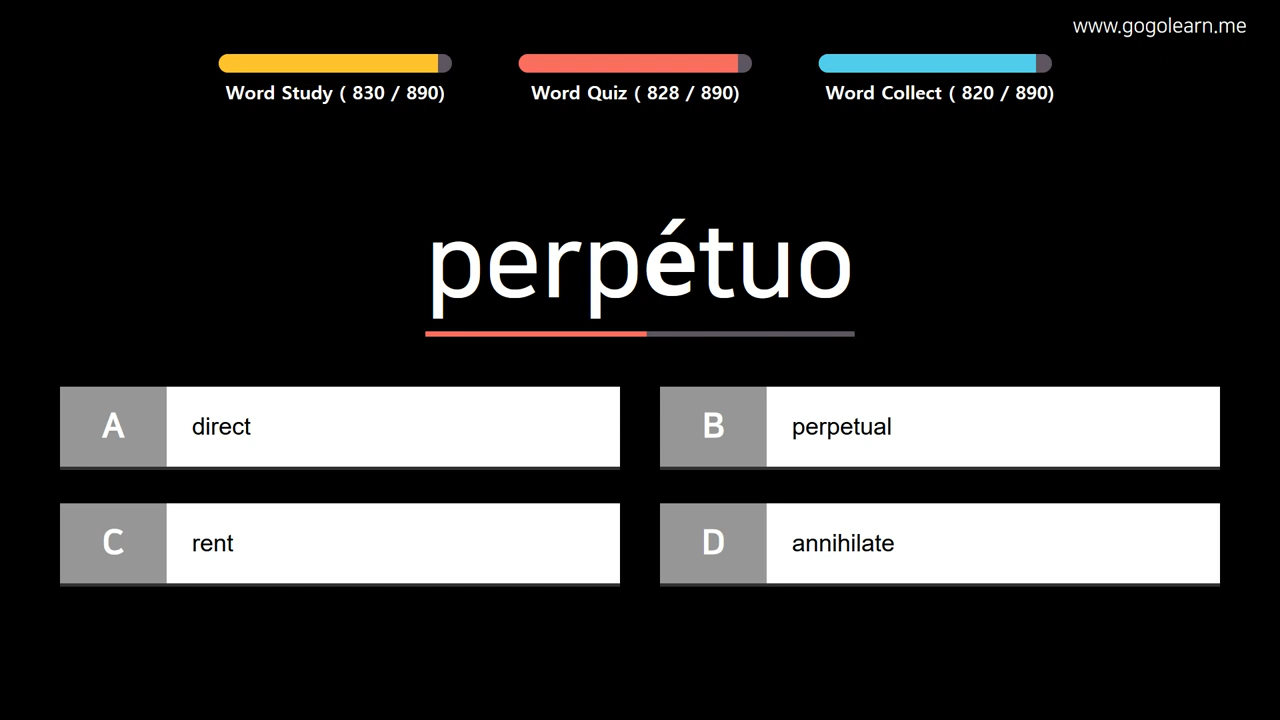 www.gogolearn.me
Word Study ( 830 / 890)
Word Quiz ( 828 / 890)
Word Collect ( 820 / 890)
perpétuo
A direct
B perpetual
C rent
D annihilate